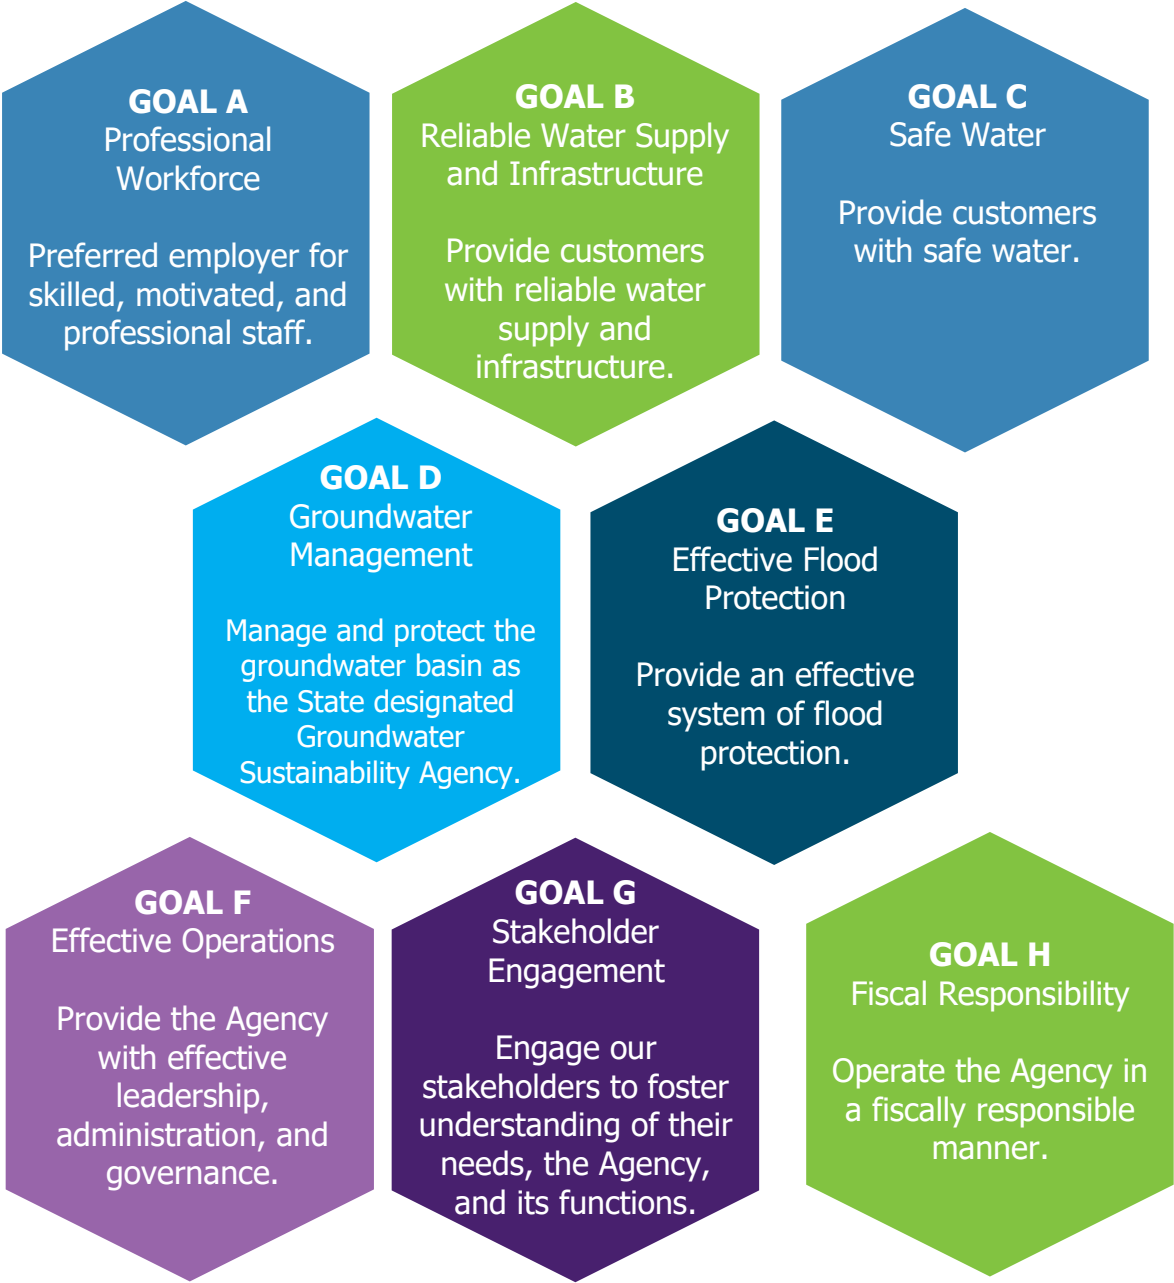 GOAL A
Professional
Workforce
Preferred employer for
skilled, motivated, and
professional staff.
GOAL B
Reliable Water Supply
and Infrastructure
Provide customers
with reliable water
supply and
infrastructure.
GOAL C
Safe Water
Provide customers
with safe water.
GOAL D
Groundwater
Management
Manage and protect the
groundwater basin as
the State designated
Groundwater
Sustainability Agency.
GOAL E
Effective Flood
Protection
Provide an effective
system of flood
protection.
GOAL F
Effective Operations
Provide the Agency
with effective
leadership,
administration, and
governance.
GOAL G
Stakeholder
Engagement
Engage our
stakeholders to foster
understanding of their
needs, the Agency,
and its functions.
GOAL H
Fiscal Responsibility
Operate the Agency in
a fiscally responsible
manner.